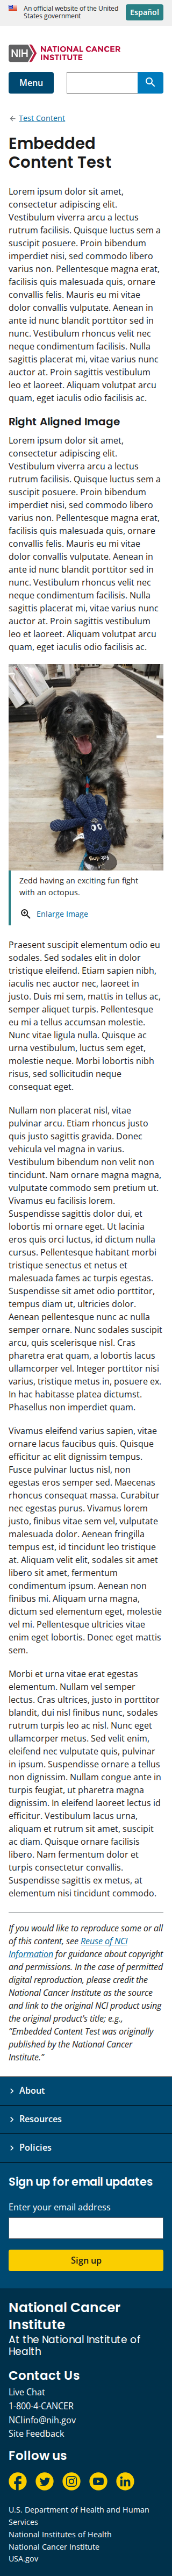 An official website of the United
States government
Español
NIH NATIONAL CANCER
INSTITUTE
Menu
← Test Content
Embedded
Content Test
Lorem ipsum dolor sit amet,
consectetur adipiscing elit.
Vestibulum viverra arcu a lectus
rutrum facilisis. Quisque luctus sem a
suscipit posuere. Proin bibendum
imperdiet nisi, sed commodo libero
varius non. Pellentesque magna erat,
facilisis quis malesuada quis, ornare
convallis felis. Mauris eu mi vitae
dolor convallis vulputate. Aenean in
ante id nunc blandit porttitor sed in
nunc. Vestibulum rhoncus velit nec
neque condimentum facilisis. Nulla
sagittis placerat mi, vitae varius nunc
auctor at. Proin sagittis vestibulum
leo et laoreet. Aliquam volutpat arcu
quam, eget iaculis odio facilisis ac.
Right Aligned Image
Lorem ipsum dolor sit amet,
consectetur adipiscing elit.
Vestibulum viverra arcu a lectus
rutrum facilisis. Quisque luctus sem a
suscipit posuere. Proin bibendum
imperdiet nisi, sed commodo libero
varius non. Pellentesque magna erat,
facilisis quis malesuada quis, ornare
convallis felis. Mauris eu mi vitae
dolor convallis vulputate. Aenean in
ante id nunc blandit porttitor sed in
nunc. Vestibulum rhoncus velit nec
neque condimentum facilisis. Nulla
sagittis placerat mi, vitae varius nunc
auctor at. Proin sagittis vestibulum
leo et laoreet. Aliquam volutpat arcu
quam, eget iaculis odio facilisis ac.
Zedd having an exciting fun fight
with an octopus.
Enlarge Image
Praesent suscipit elementum odio eu
sodales. Sed sodales elit in dolor
tristique eleifend. Etiam sapien nibh,
iaculis nec auctor nec, laoreet in
justo. Duis mi sem, mattis in tellus ac,
semper aliquet turpis. Pellentesque
eu mi a tellus accumsan molestie.
Nunc vitae ligula nulla. Quisque ac
urna vestibulum, luctus sem eget,
molestie neque. Morbi lobortis nibh
risus, sed sollicitudin neque
consequat eget.
Nullam non placerat nisl, vitae
pulvinar arcu. Etiam rhoncus justo
quis justo sagittis gravida. Donec
vehicula vel magna in varius.
Vestibulum bibendum non velit non
tincidunt. Nam ornare magna magna,
vulputate commodo sem pretium ut.
Vivamus eu facilisis lorem.
Suspendisse sagittis dolor dui, et
lobortis orci ornare eget. Ut lacinia
eros quis orci luctus, id dictum nulla
cursus. Pellentesque habitant morbi
tristique senectus et netus et
malesuada fames ac turpis egestas.
Suspendisse sit amet odio porttitor,
tempus diam ut, ultricies dolor.
Aenean pellentesque nunc ac nulla
semper ornare. Nunc sodales suscipit
arcu, quis scelerisque nisl. Cras
pharetra erat quam, a lobortis lacus
ullamcorper vel. Integer porttitor nisi
varius, tristique metus in, posuere ex.
In hac habitasse platea dictumst.
Phasellus non imperdiet quam.
Vivamus eleifend varius sapien, vitae
ornare lacus faucibus quis. Quisque
efficitur ac elit dignissim tempus.
Fusce pulvinar luctus nisl, non
egestas eros semper sed. Maecenas
rhoncus consequat massa. Curabitur
nec egestas purus. Vivamus lorem
justo, finibus vitae sem vel, vulputate
malesuada dolor. Aenean fringilla
tempus est, id tincidunt leo tristique
at. Aliquam velit elit, sodales sit amet
libero sit amet, fermentum
condimentum ipsum. Aenean non
finibus mi. Aliquam urna magna,
dictum sed elementum eget, molestie
vel mi. Pellentesque ultricies vitae
enim eget lobortis. Donec eget mattis
sem.
Morbi et urna vitae erat egestas
elementum. Nullam vel semper
lectus. Cras ultrices, justo in porttitor
blandit, dui nisl finibus nunc, sodales
rutrum turpis leo ac nisl. Nunc eget
ullamcorper metus. Sed velit enim,
eleifend nec vulputate quis, pulvinar
in ipsum. Suspendisse ornare a tellus
non dignissim. Nullam congue ante in
turpis feugiat, ut pharetra magna
dignissim. In eleifend laoreet lectus id
efficitur. Vestibulum lacus urna,
aliquam et rutrum sit amet, suscipit
ac diam. Quisque ornare facilisis
libero. Nam fermentum dolor et
turpis consectetur convallis.
Suspendisse sagittis ex metus, at
elementum nisi tincidunt commodo.
If you would like to reproduce some or all
of this content, see Reuse of NCI
Information for guidance about copyright
and permissions. In the case of permitted
digital reproduction, please credit the
National Cancer Institute as the source
and link to the original NCI product using
the original product's title; e.g.,
“Embedded Content Test was originally
published by the National Cancer
Institute.”
About
Resources
Policies
Sign up for email updates
Enter your email address
Sign up
National Cancer
Institute
At the National Institute of
Health
Contact Us
Live Chat
1-800-4-CANCER
NCIinfo@nih.gov
Site Feedback
Follow us
U.S. Department of Health and Human
Services
National Institutes of Health
National Cancer Institute
USA.gov